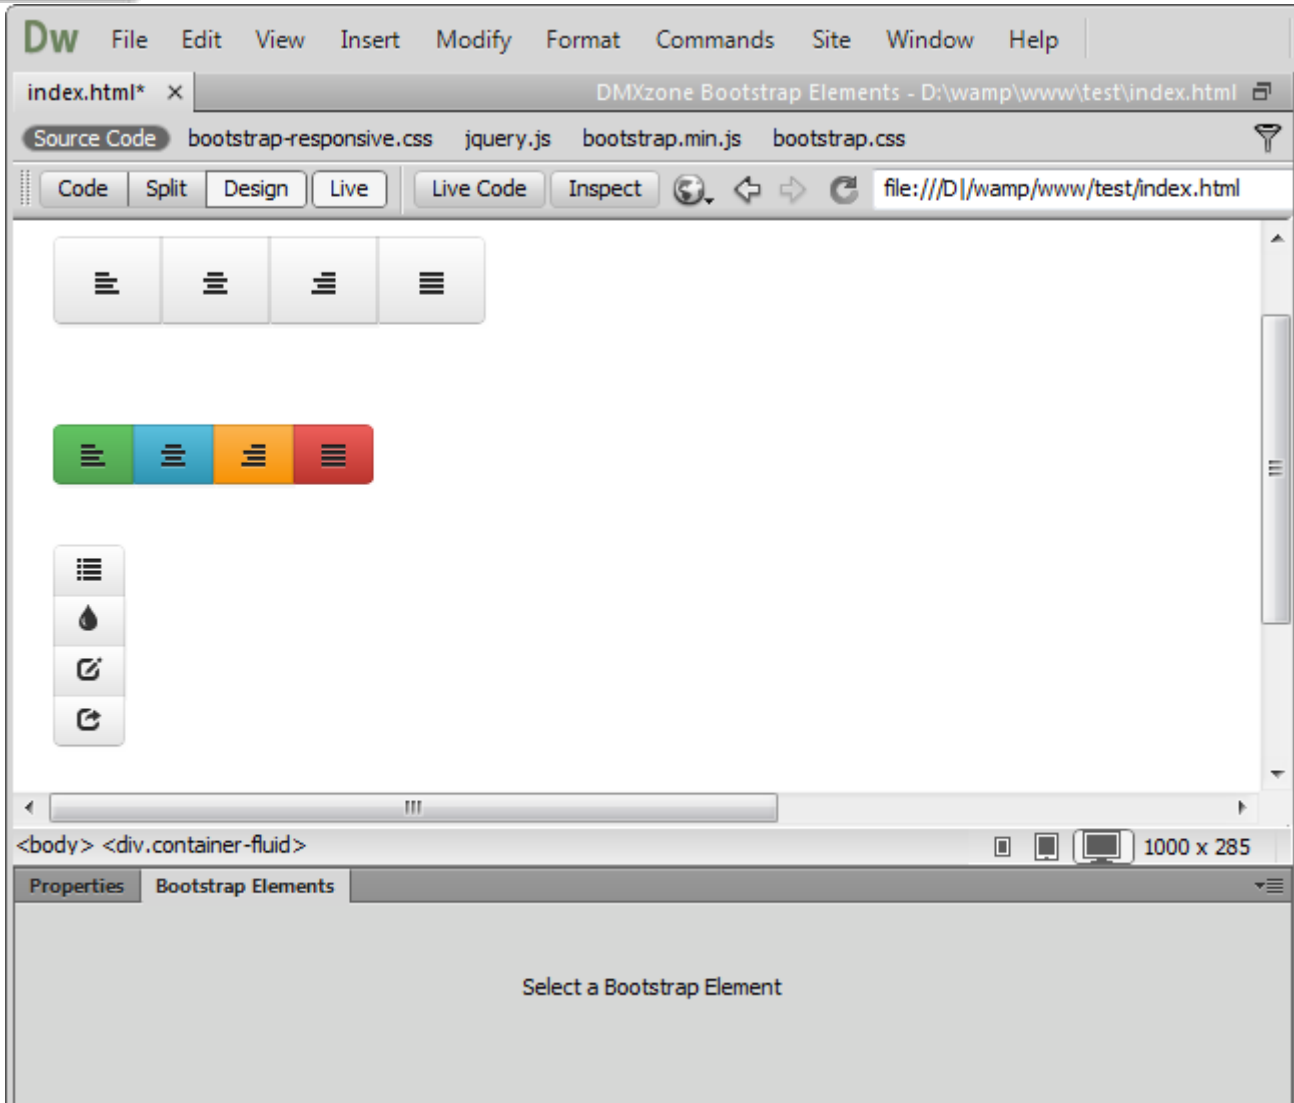 Dw File Edit View Insert Modify Format Commands Site Window Help
index.html* × DMXzone Bootstrap Elements - D:\wamp\www\test\index.html
Source Code bootstrap-responsive.css jquery.js bootstrap.min.js bootstrap.css
Code Split Design Live Live Code Inspect file:///D|/wamp/www/test/index.html
<body> <div.container-fluid> 1000 x 285
Properties Bootstrap Elements
Select a Bootstrap Element